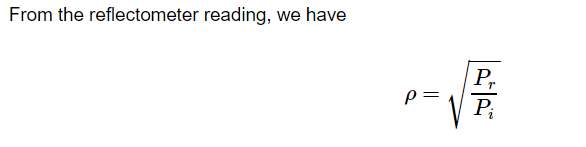 From the reflectometer reading, we have
ρ = √(P_r / P_i)